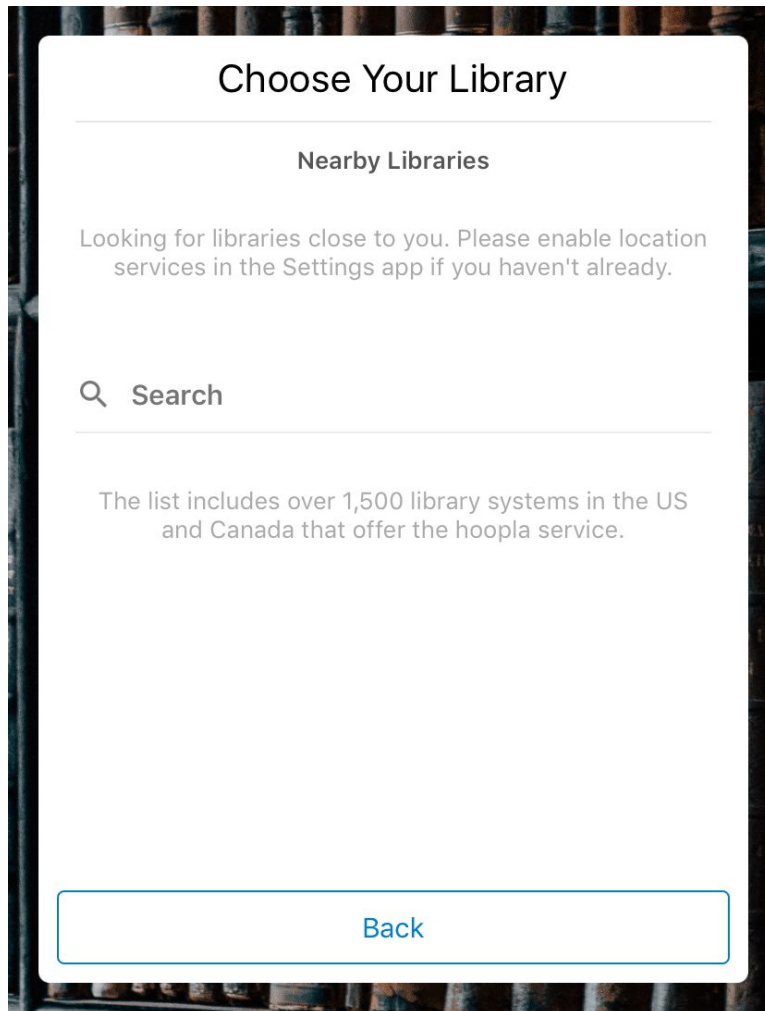 Choose Your Library
Nearby Libraries
Looking for libraries close to you. Please enable location
services in the Settings app if you haven't already.
Search
The list includes over 1,500 library systems in the US
and Canada that offer the hoopla service.
Back